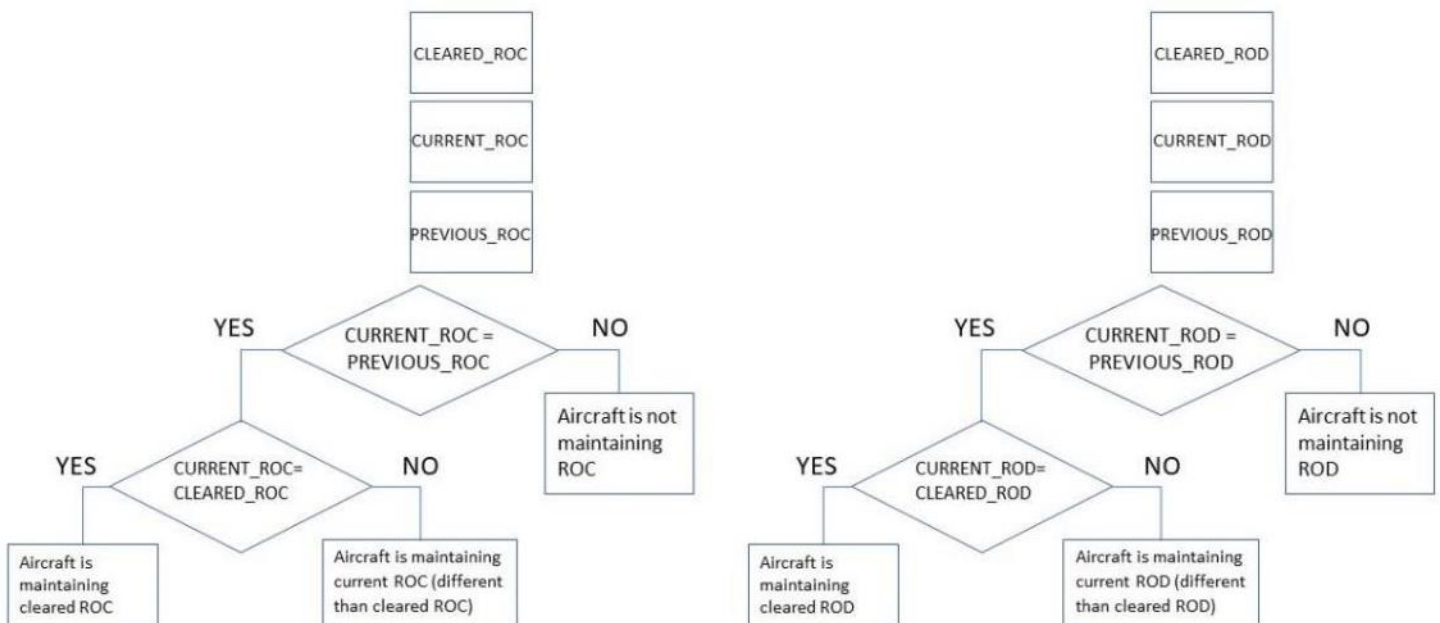 CLEARED_ROC
CURRENT_ROC
PREVIOUS_ROC
YES
CURRENT_ROC =
PREVIOUS_ROC
NO
Aircraft is not
maintaining
ROC
YES
CURRENT_ROC=
CLEARED_ROC
NO
Aircraft is
maintaining
cleared ROC
Aircraft is maintaining
current ROC (different
than cleared ROC)
CLEARED_ROD
CURRENT_ROD
PREVIOUS_ROD
YES
CURRENT_ROD =
PREVIOUS_ROD
NO
Aircraft is not
maintaining
ROD
YES
CURRENT_ROD=
CLEARED_ROD
NO
Aircraft is
maintaining
cleared ROD
Aircraft is maintaining
current ROD (different
than cleared ROD)